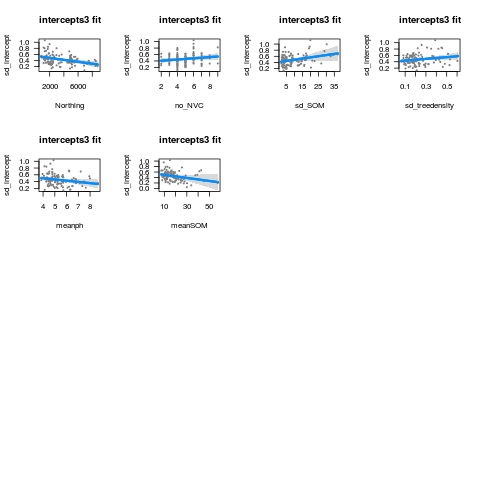 intercepts3 fit
sd_Intercept
1.0
0.8
0.6
0.4
0.2
2000 6000
Northing
intercepts3 fit
sd_Intercept
1.0
0.8
0.6
0.4
0.2
2 4 6 8
no_NVC
intercepts3 fit
sd_Intercept
1.0
0.6
0.2
5 15 25 35
sd_SOM
intercepts3 fit
sd_Intercept
1.0
0.8
0.6
0.4
0.2
0.1 0.3 0.5
sd_treedensity
intercepts3 fit
sd_Intercept
1.0
0.8
0.6
0.4
0.2
4 5 6 7 8
meanph
intercepts3 fit
sd_Intercept
1.0
0.8
0.6
0.4
0.2
0.0
10 30 50
meanSOM